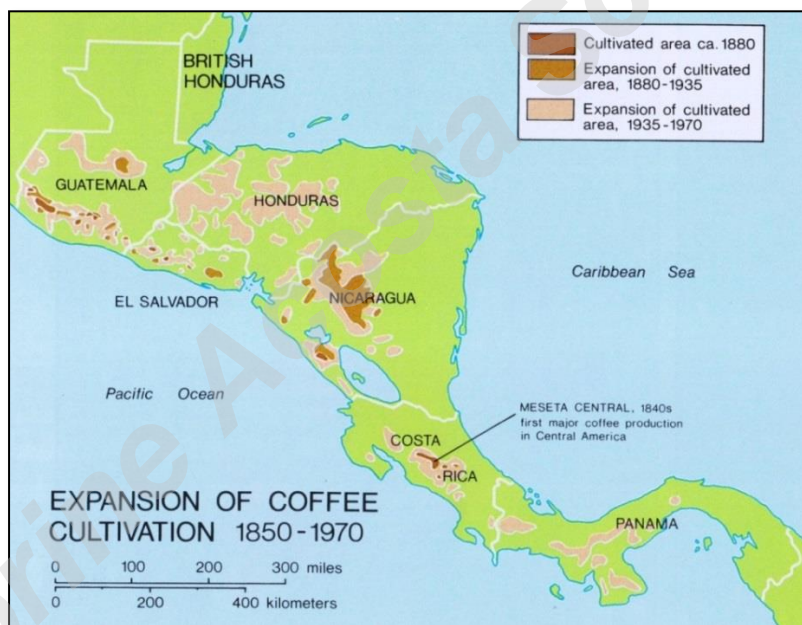 BRITISH
HONDURAS
Cultivated area ca. 1880
Expansion of cultivated
area, 1880-1935
Expansion of cultivated
area, 1935-1970
GUATEMALA
HONDURAS
EL SALVADOR
NICARAGUA
Caribbean Sea
Pacific Ocean
MESETA CENTRAL, 1840s
first major coffee production
in Central America
COSTA
RICA
PANAMA
EXPANSION OF COFFEE
CULTIVATION 1850-1970
0 100 200 300 miles
0 200 400 kilometers